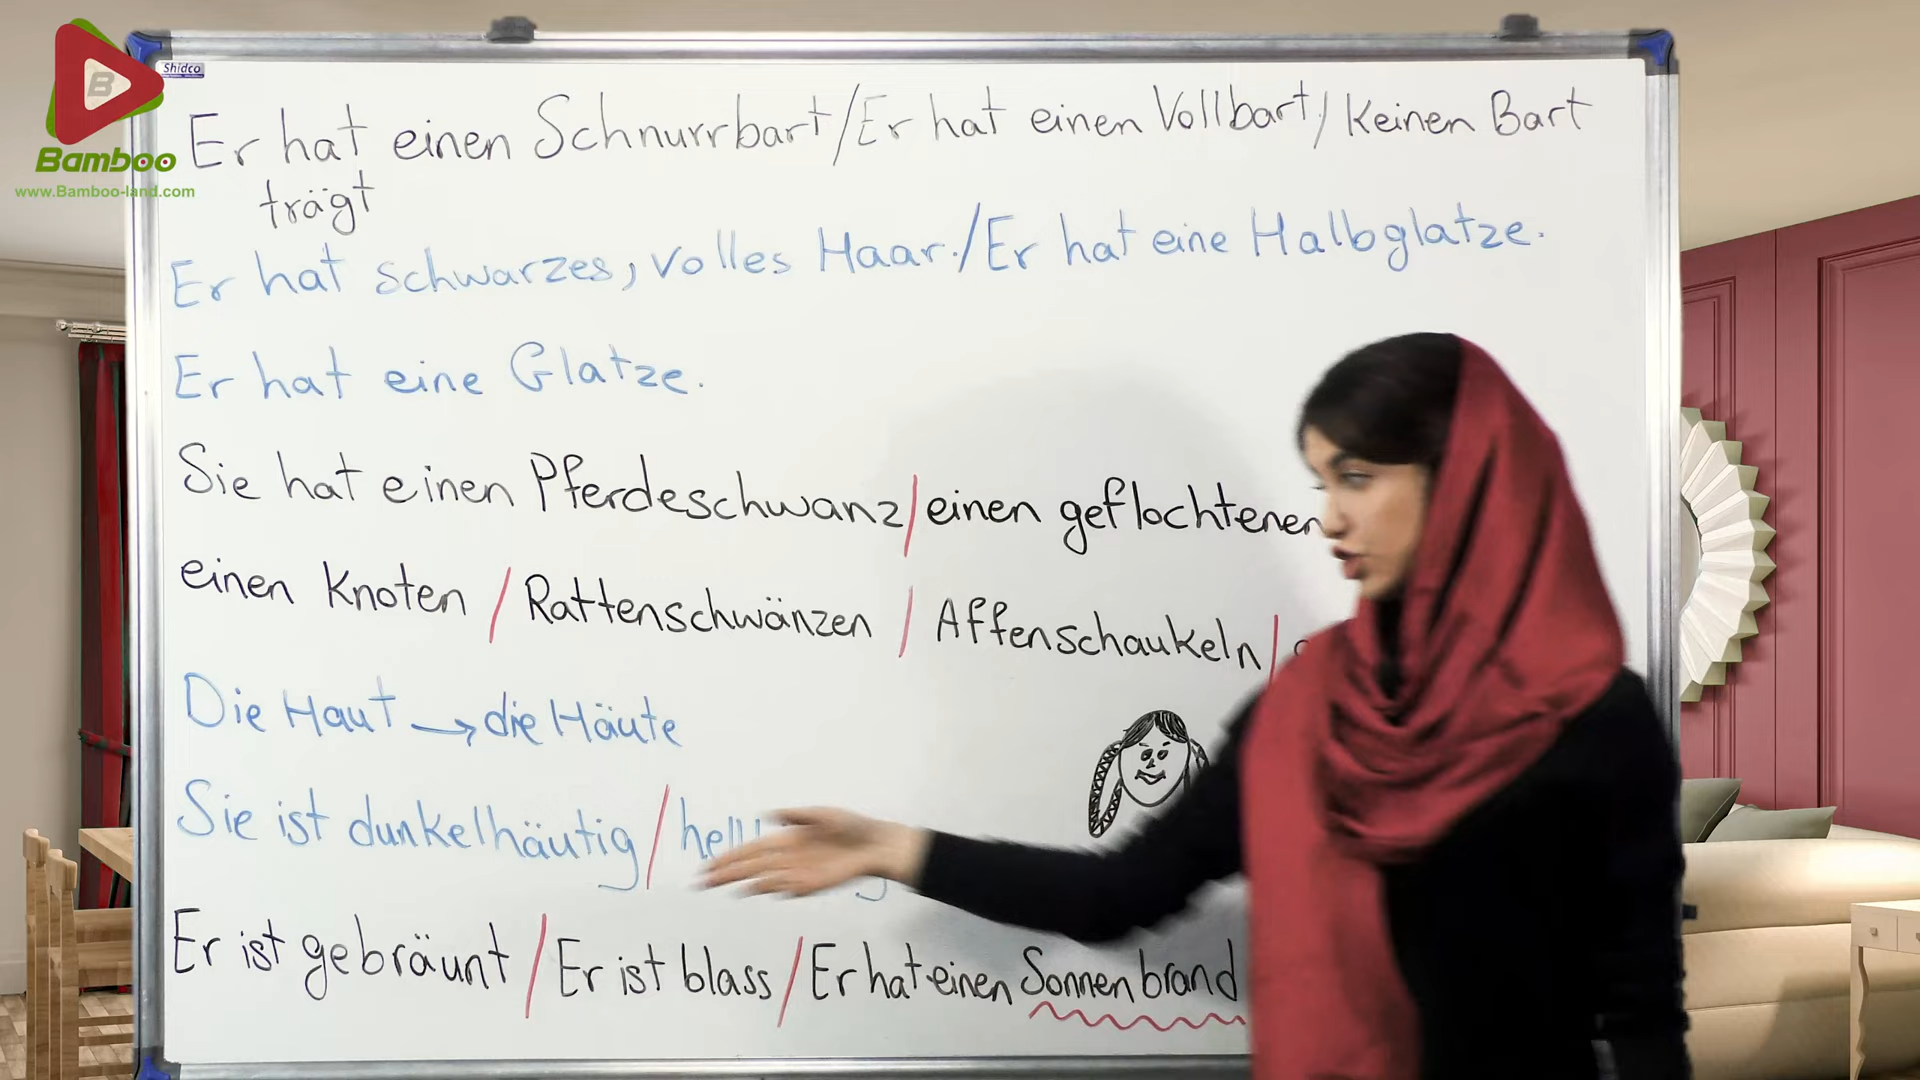 Bamboo
www.Bamboo-land.com
Shidco
Er hat einen Schnurrbart/Er hat einen Vollbart/Keinen Bart
trägt
Er hat schwarzes, volles Haar./Er hat eine Halbglatze.
Er hat eine Glatze.
Sie hat einen Pferdeschwanz/einen geflochtenen
einen Knoten/Rattenschwänzen/Affenschaukeln/
Die Haut → die Häute
Sie ist dunkelhäutig/
Er ist gebräunt/Er ist blass/Er hat einen Sonnenbrand